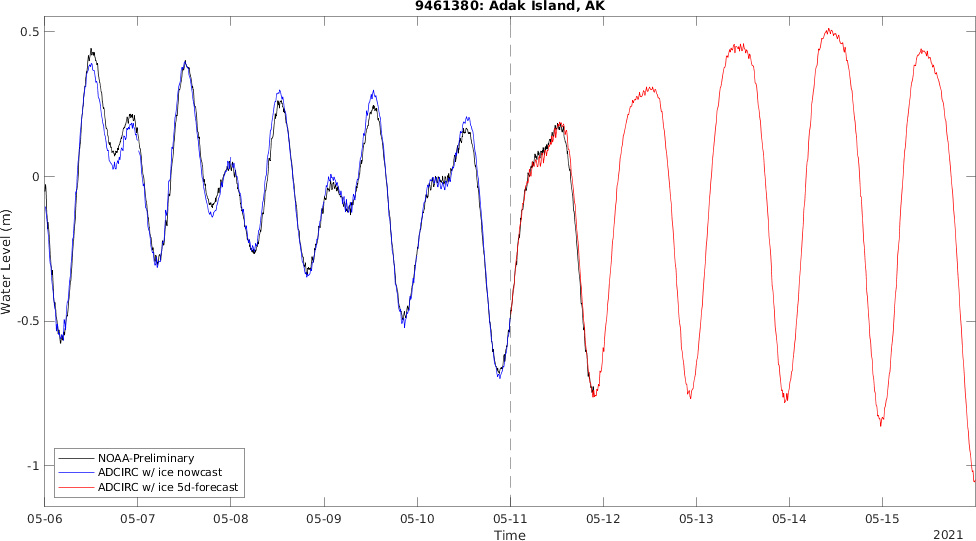 9461380: Adak Island, AK
0.5
0
-0.5
-1
Water Level (m)
NOAA-Preliminary
ADCIRC w/ ice nowcast
ADCIRC w/ ice 5d-forecast
05-06 05-07 05-08 05-09 05-10 05-11 05-12 05-13 05-14 05-15
Time
2021